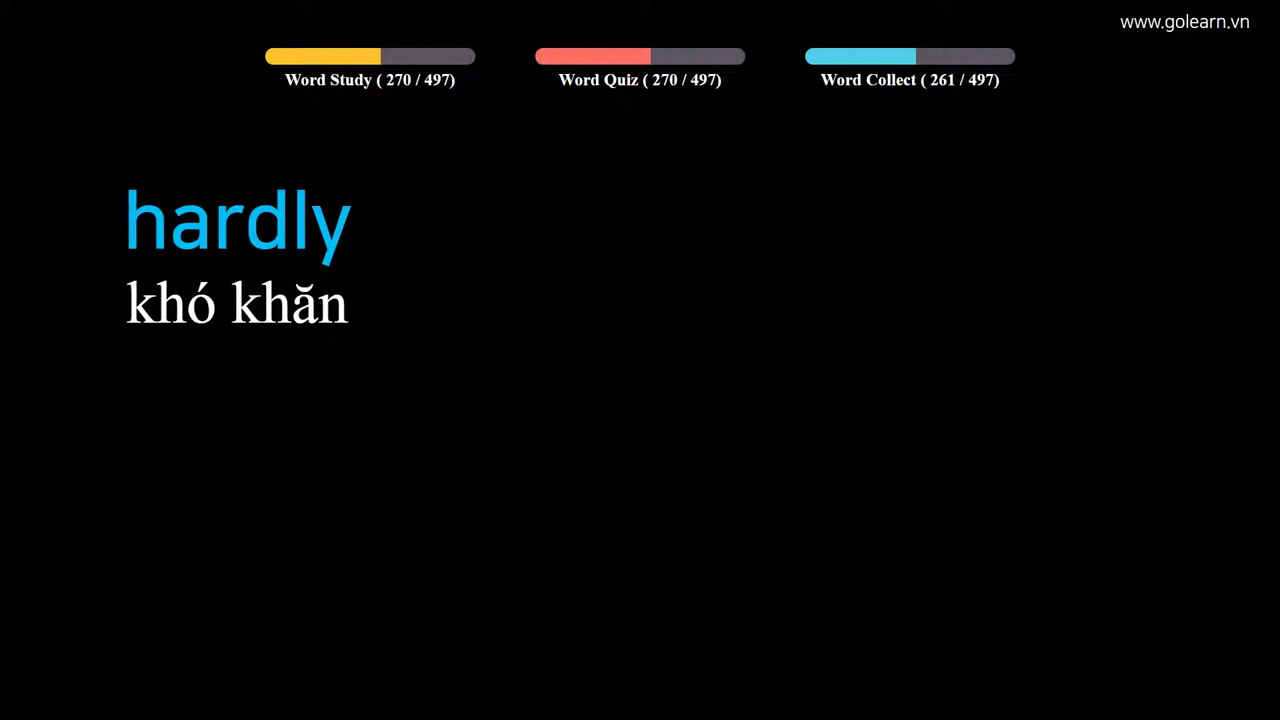 www.golearn.vn
Word Study ( 270 / 497)
Word Quiz ( 270 / 497)
Word Collect ( 261 / 497)
hardly
khó khăn